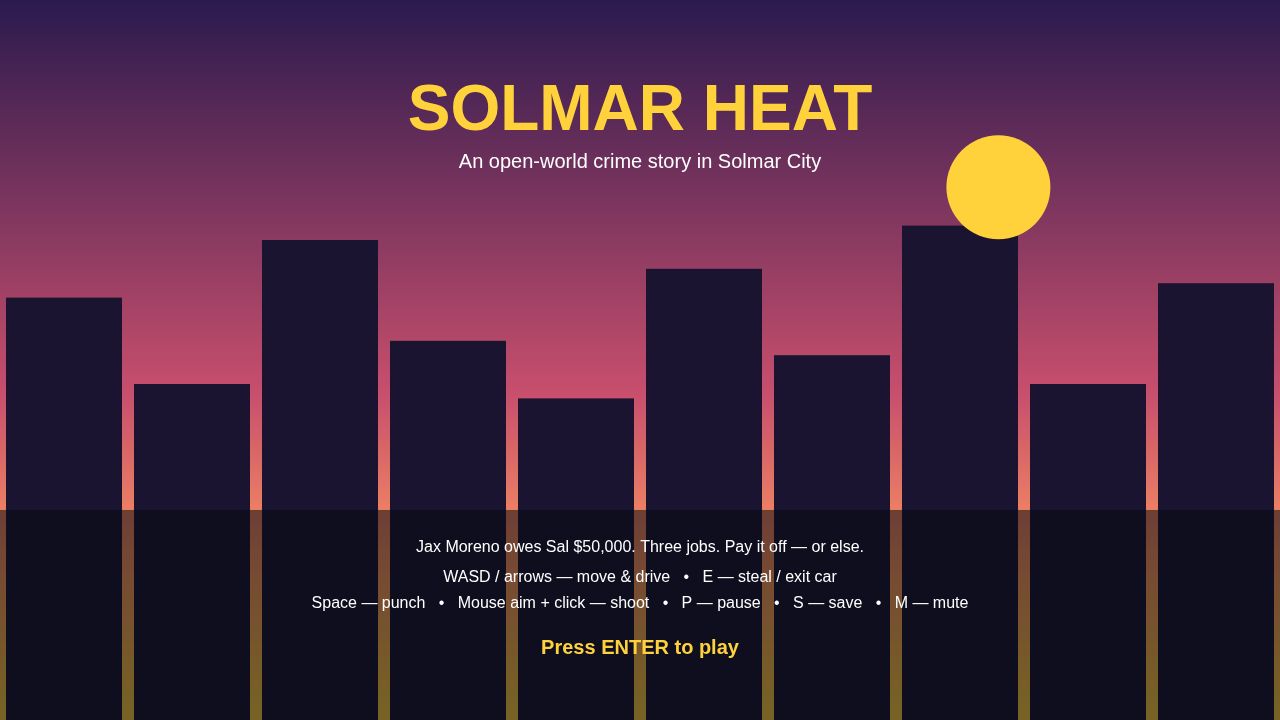 SOLMAR HEAT
An open-world crime story in Solmar City
Jax Moreno owes Sal $50,000. Three jobs. Pay it off — or else.
WASD / arrows — move & drive • E — steal / exit car
Space — punch • Mouse aim + click — shoot • P — pause • S — save • M — mute
Press ENTER to play